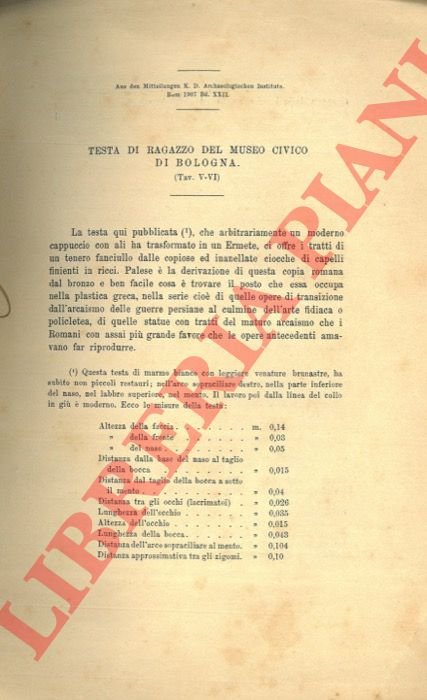 Aus den Mitteilungen K. D. Archaeologischen Instituts.
Rom 1907 Bd. XXII.
TESTA DI RAGAZZO DEL MUSEO CIVICO
DI BOLOGNA.
(TAV. V-VI)
La testa qui pubblicata (¹), che arbitrariamente un moderno
cappuccio con ali ha trasformato in un Ermete, ci offre i tratti di
un tenero fanciullo dalle copiose ed inanellate ciocche di capelli
finienti in ricci. Palese è la derivazione di questa copia romana
dal bronzo e ben facile cosa è trovare il posto che essa occupa
nella plastica greca, nella serie cioè di quelle opere di transizione
dall'arcaismo delle guerre persiane al culmine dell'arte fidiaca o
policletea, di quelle statue con tratti del maturo arcaismo che i
Romani con assai più grande favore che le opere antecedenti ama-
vano far riprodurre.
(¹) Questa testa di marmo bianco con leggiere venature brunastre, ha
subito non piccoli restauri; nell'arco sopraciliare destro, nella parte inferiore
del naso, nel labbro superiore, nel mento. Il lavoro poi dalla linea del collo
in giù è moderno. Ecco le misure della testa:
Altezza della faccia . . . . . . . . m. 0,14
" della fronte . . . . . . . " 0,03
" del naso . . . . . . . . " 0,05
Distanza dalla base del naso al taglio
della bocca . . . . . . . . " 0,015
Distanza dal taglio della bocca a sotto
il mento . . . . . . . . . " 0,04
Distanza tra gli occhi (lacrimatoi) . " 0,026
Lunghezza dell'occhio . . . . . . " 0,035
Altezza dell'occhio . . . . . . . " 0,015
Lunghezza della bocca . . . . . . " 0,043
Distanza dell'arco sopraciliare al mento. " 0,104
Distanza approssimativa tra gli zigomi. " 0,10
LIBRERIA PIANI